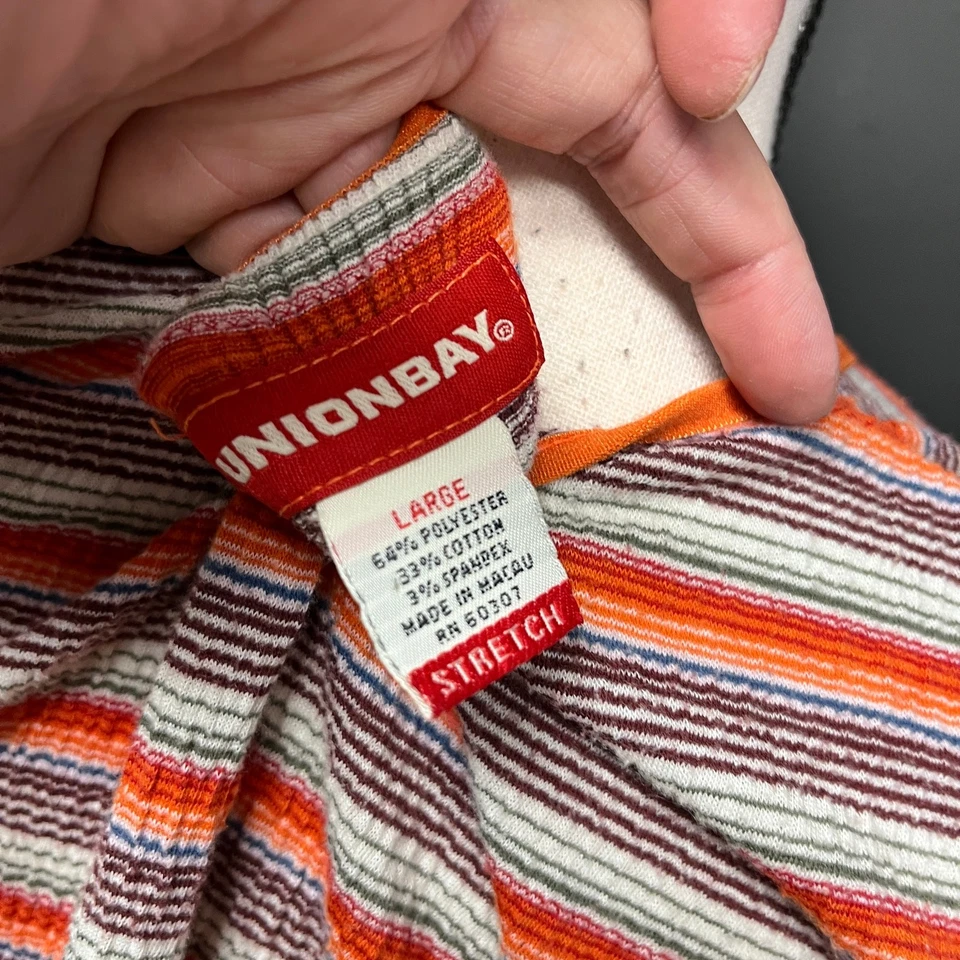 UNIONBAY®
LARGE
64% POLYESTER
33% COTTON
3% SPANDEX
MADE IN MACAU
RN 60307
STRETCH